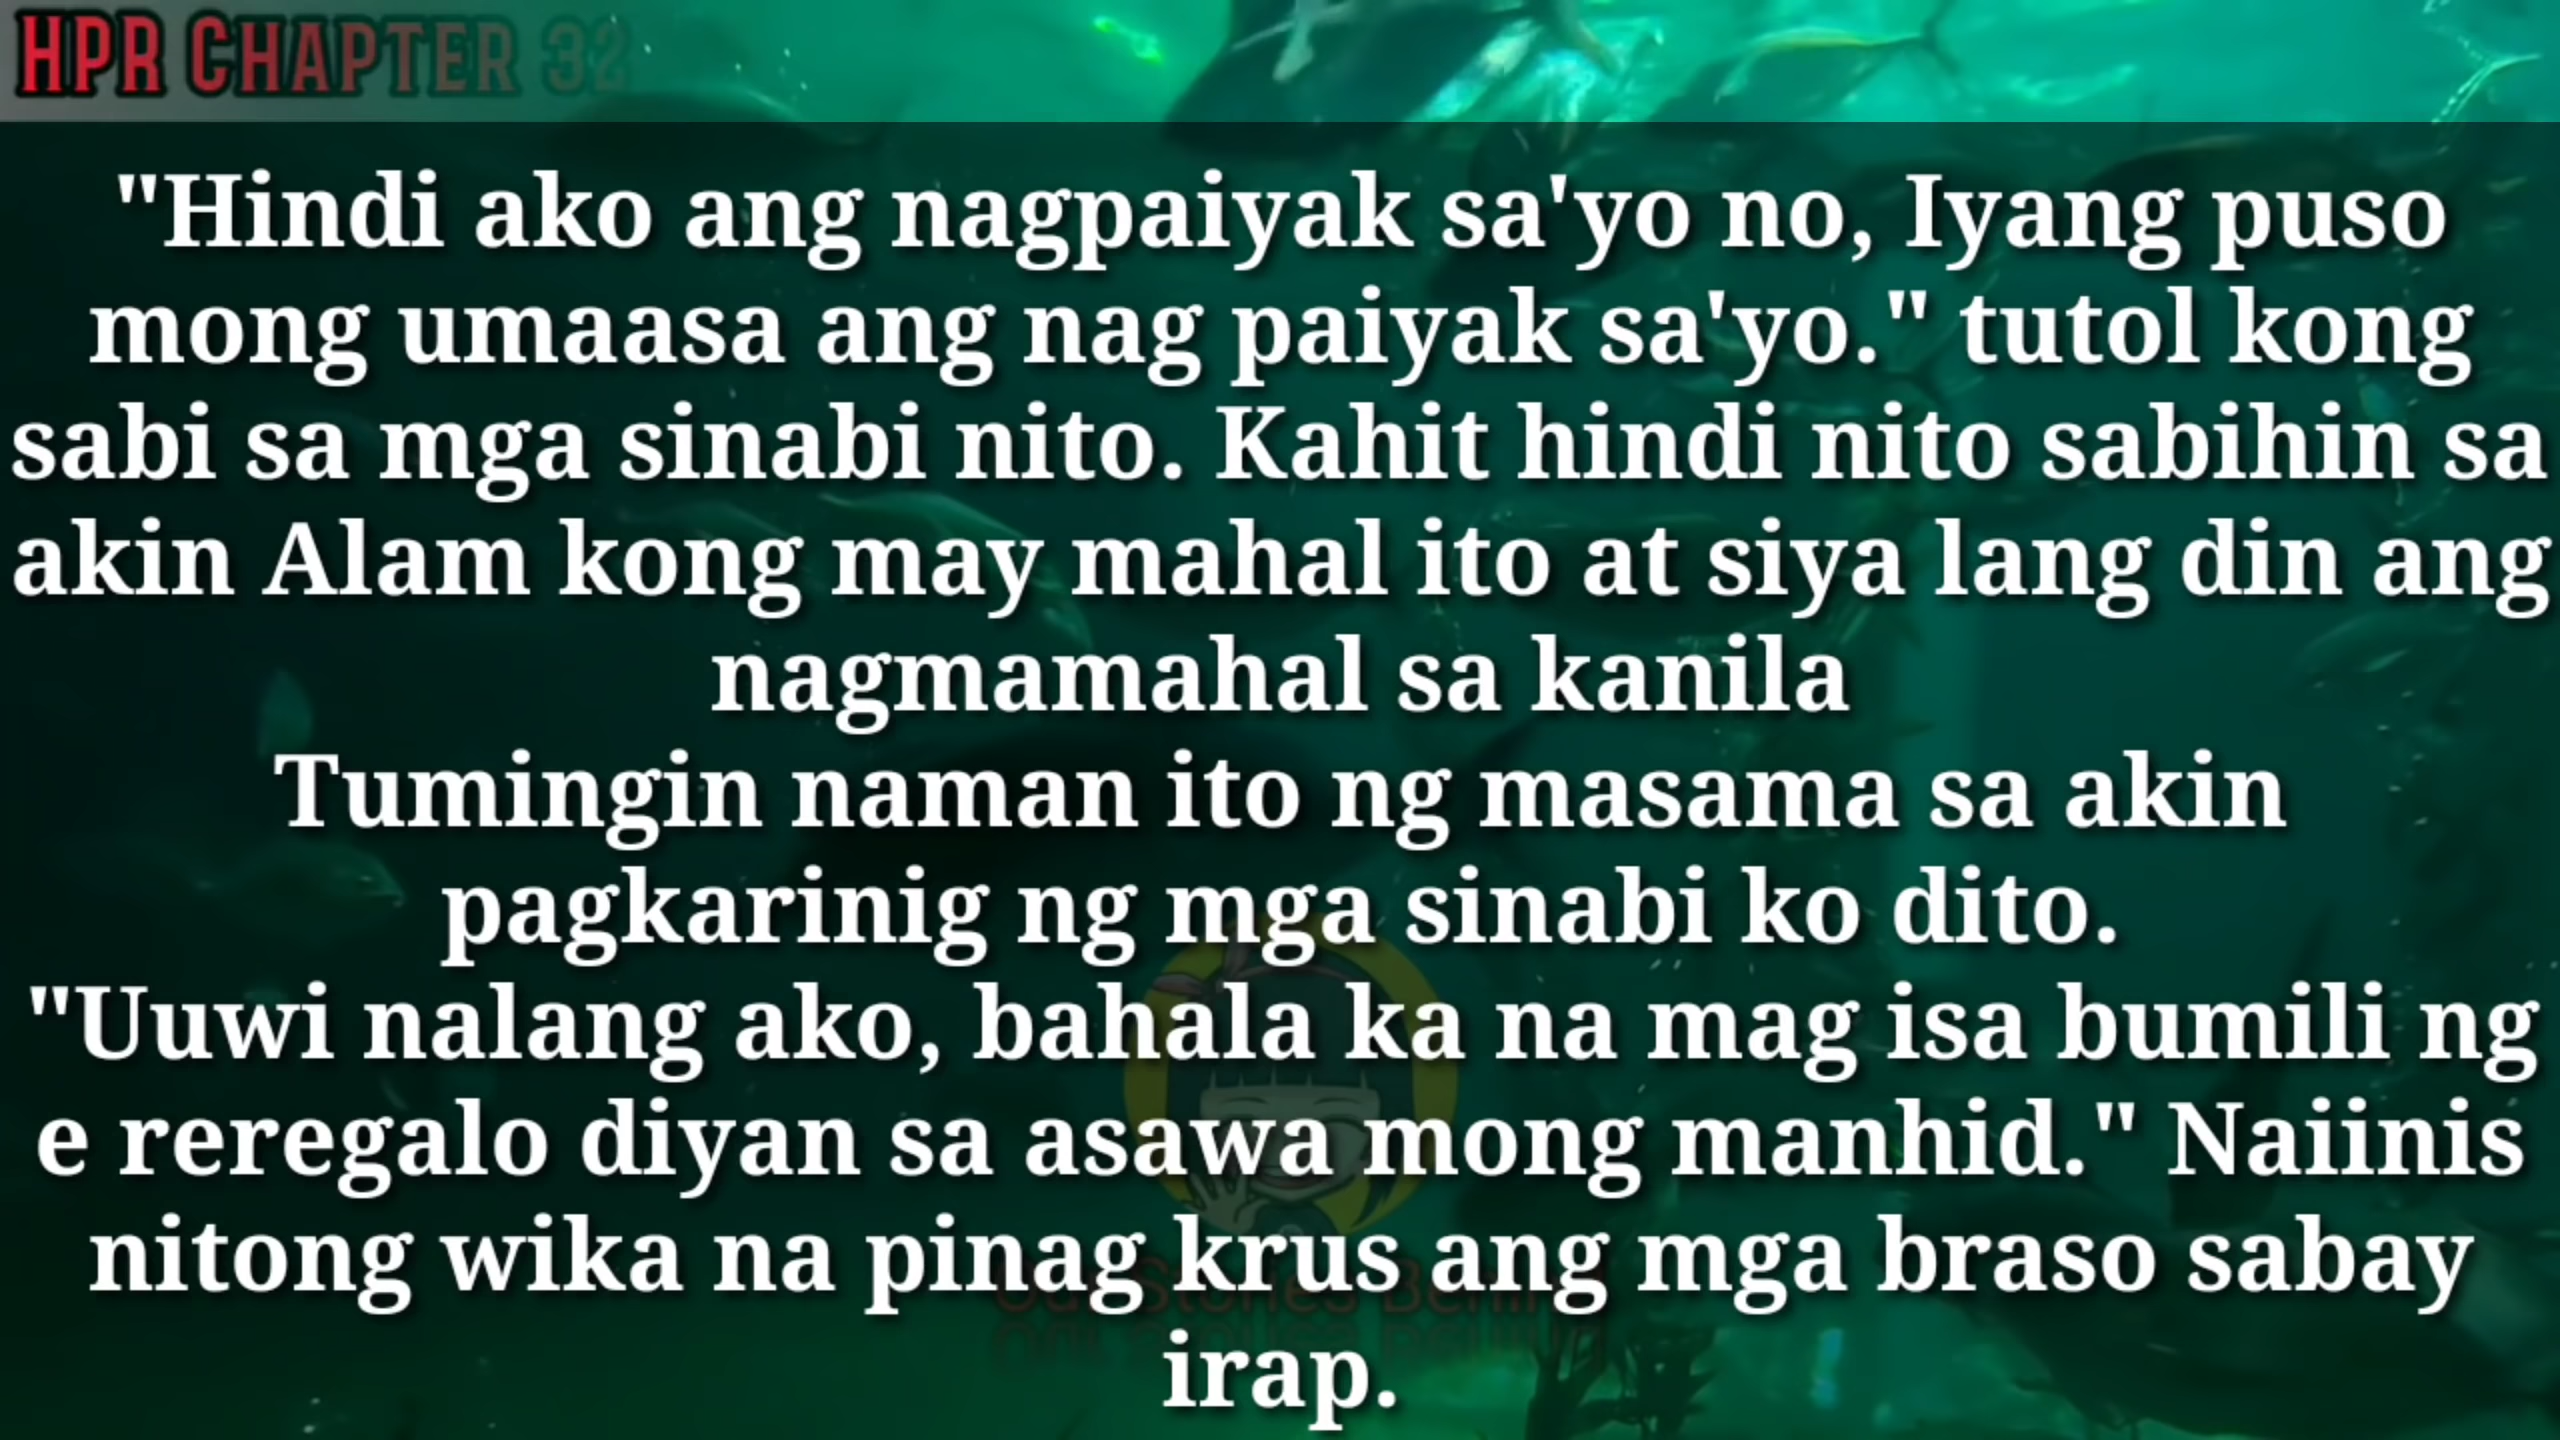 HPR CHAPTER 32
"Hindi ako ang nagpaiyak sa'yo no, Iyang puso
mong umaasa ang nag paiyak sa'yo." tutol kong
sabi sa mga sinabi nito. Kahit hindi nito sabihin sa
akin Alam kong may mahal ito at siya lang din ang
nagmamahal sa kanila
Tumingin naman ito ng masama sa akin
pagkarinig ng mga sinabi ko dito.
"Uuwi nalang ako, bahala ka na mag isa bumili ng
e reregalo diyan sa asawa mong manhid." Naiinis
nitong wika na pinag krus ang mga braso sabay
irap.